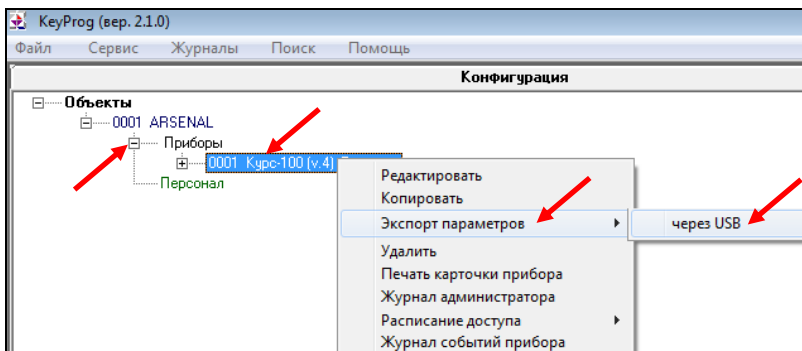 KeyProg (вер. 2.1.0)
Файл Сервис Журналы Поиск Помощь
Конфигурация
Объекты
0001 ARSENAL
Приборы
0001 Курс-100 (v.4)
Персонал
Редактировать
Копировать
Экспорт параметров
через USB
Удалить
Печать карточки прибора
Журнал администратора
Расписание доступа
Журнал событий прибора